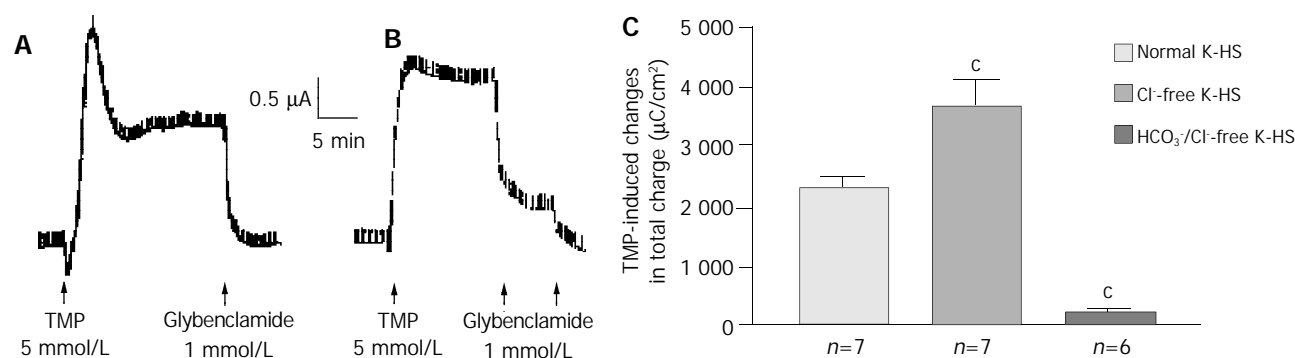 A
0.5 μA
5 min
TMP
5 mmol/L
Glybenclamide
1 mmol/L
B
TMP
5 mmol/L
Glybenclamide
1 mmol/L
C
TMP-induced changes
in total charge (μC/cm²)
5 000
4 000
3 000
2 000
1 000
0
c
c
n=7
n=7
n=6
Normal K-HS
Cl⁻-free K-HS
HCO₃⁻/Cl⁻-free K-HS